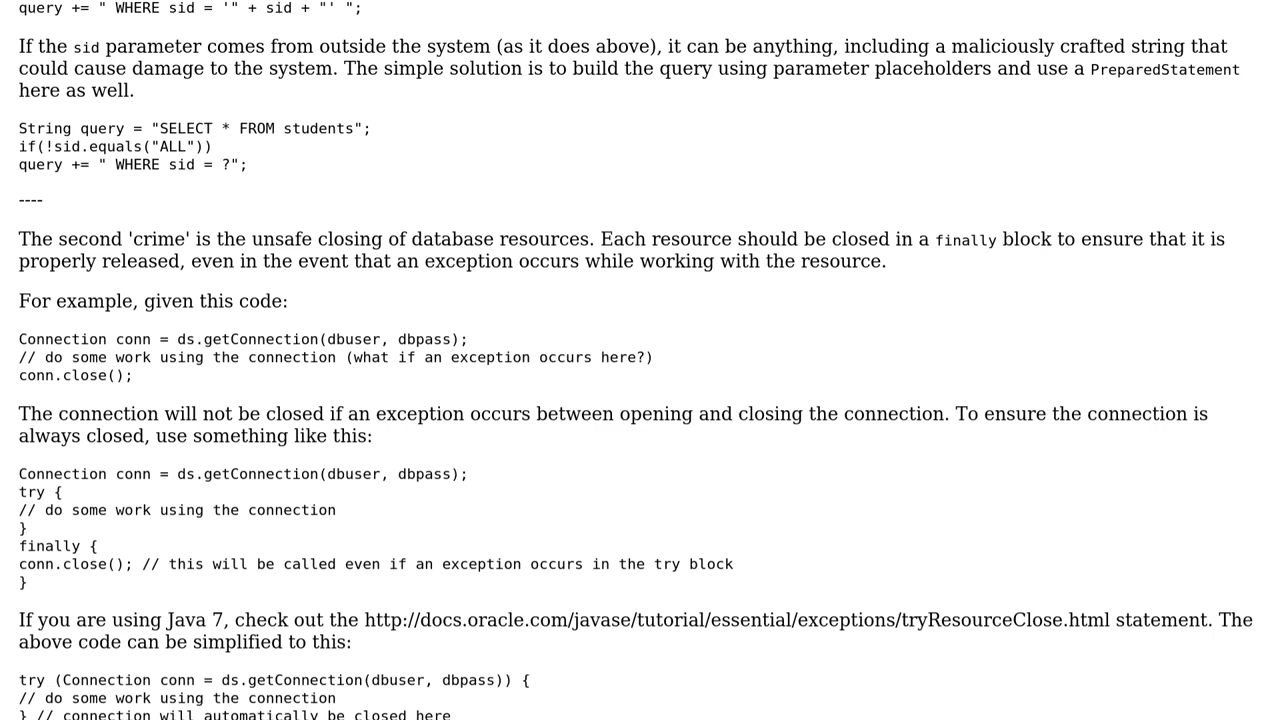 query += " WHERE sid = '" + sid + "' ";
If the sid parameter comes from outside the system (as it does above), it can be anything, including a maliciously crafted string that
could cause damage to the system. The simple solution is to build the query using parameter placeholders and use a PreparedStatement
here as well.
String query = "SELECT * FROM students";
if(!sid.equals("ALL"))
query += " WHERE sid = ?";
----
The second 'crime' is the unsafe closing of database resources. Each resource should be closed in a finally block to ensure that it is
properly released, even in the event that an exception occurs while working with the resource.
For example, given this code:
Connection conn = ds.getConnection(dbuser, dbpass);
// do some work using the connection (what if an exception occurs here?)
conn.close();
The connection will not be closed if an exception occurs between opening and closing the connection. To ensure the connection is
always closed, use something like this:
Connection conn = ds.getConnection(dbuser, dbpass);
try {
// do some work using the connection
}
finally {
conn.close(); // this will be called even if an exception occurs in the try block
}
If you are using Java 7, check out the http://docs.oracle.com/javase/tutorial/essential/exceptions/tryResourceClose.html statement. The
above code can be simplified to this:
try (Connection conn = ds.getConnection(dbuser, dbpass)) {
// do some work using the connection
} // connection will automatically be closed here